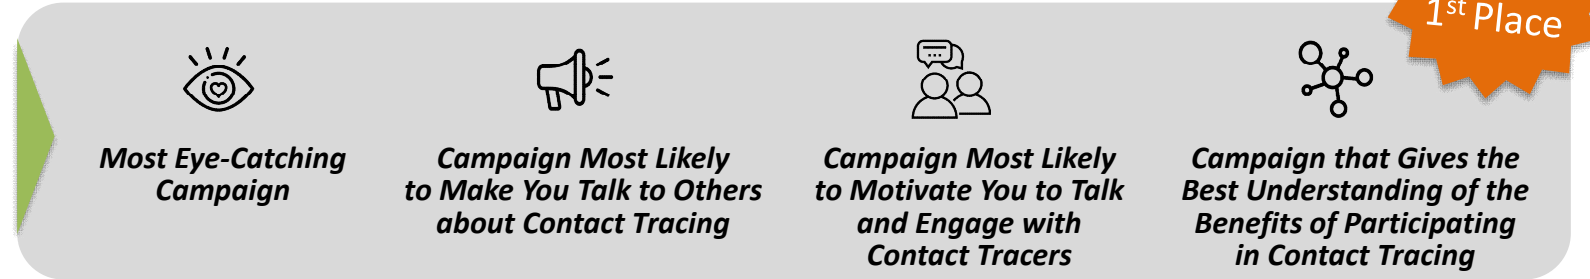 1st Place
Most Eye-Catching
Campaign
Campaign Most Likely
to Make You Talk to Others
about Contact Tracing
Campaign Most Likely
to Motivate You to Talk
and Engage with
Contact Tracers
Campaign that Gives the
Best Understanding of the
Benefits of Participating
in Contact Tracing